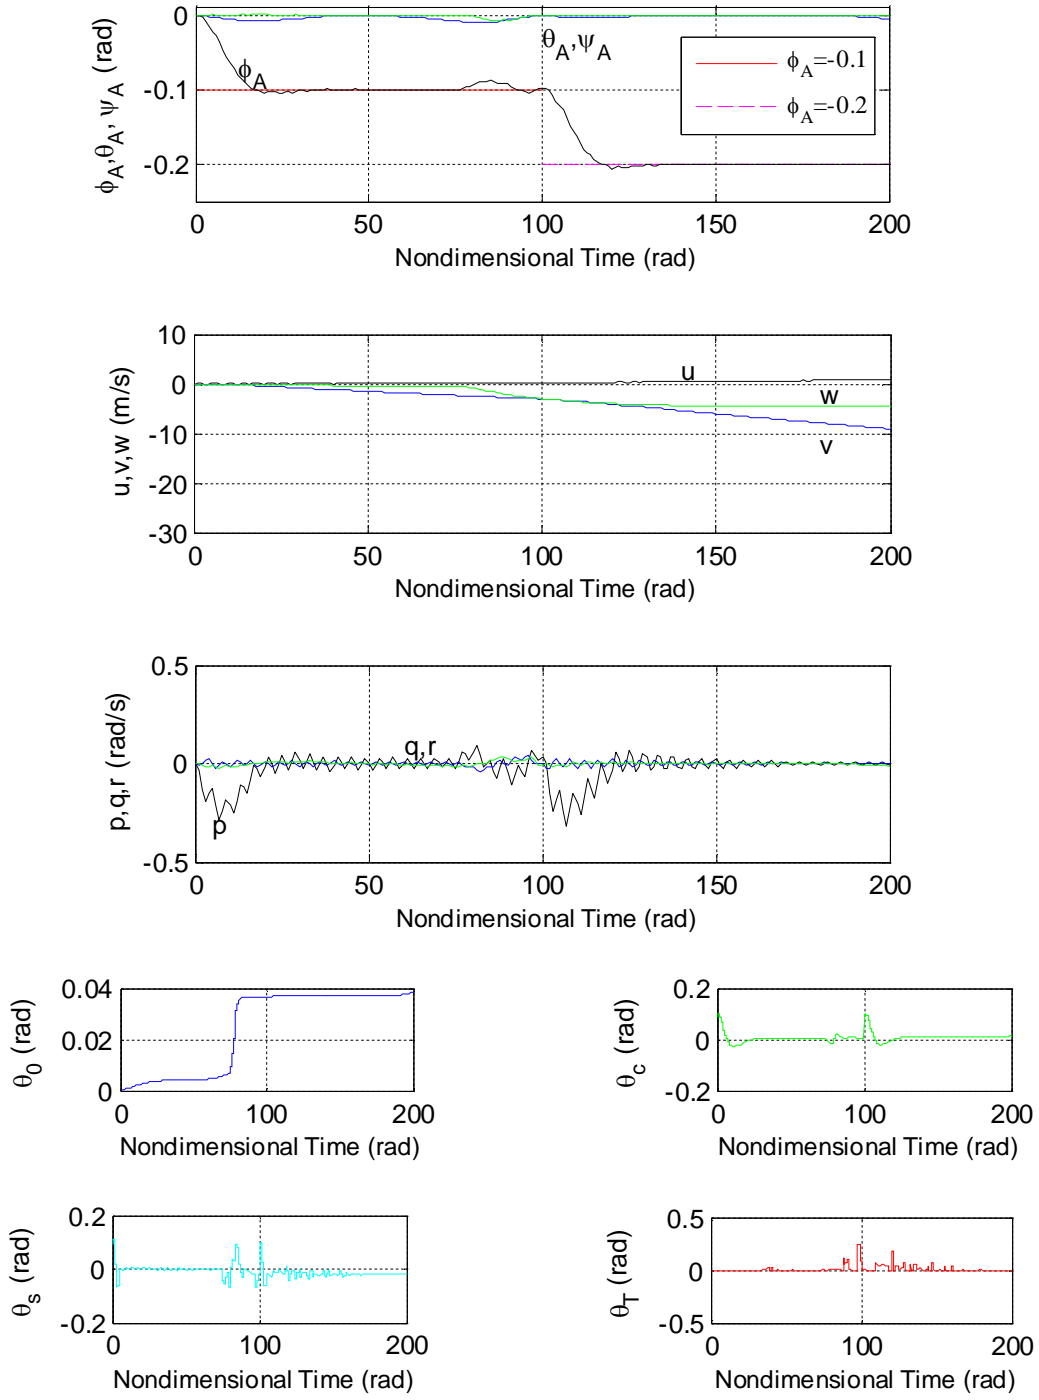 0
-0.1
-0.2
ϕA,θA, ψA (rad)
ϕA
θA,ψA
ϕA=-0.1
ϕA=-0.2
0 50 100 150 200
Nondimensional Time (rad)
10
0
-10
-20
-30
u,v,w (m/s)
u
w
v
0 50 100 150 200
Nondimensional Time (rad)
0.5
0
-0.5
p,q,r (rad/s)
q,r
p
0 50 100 150 200
Nondimensional Time (rad)
0.04
0.02
0
θ0 (rad)
0 100 200
Nondimensional Time (rad)
0.2
0
-0.2
θc (rad)
0 100 200
Nondimensional Time (rad)
0.2
0
-0.2
θs (rad)
0 100 200
Nondimensional Time (rad)
0.5
0
-0.5
θT (rad)
0 100 200
Nondimensional Time (rad)